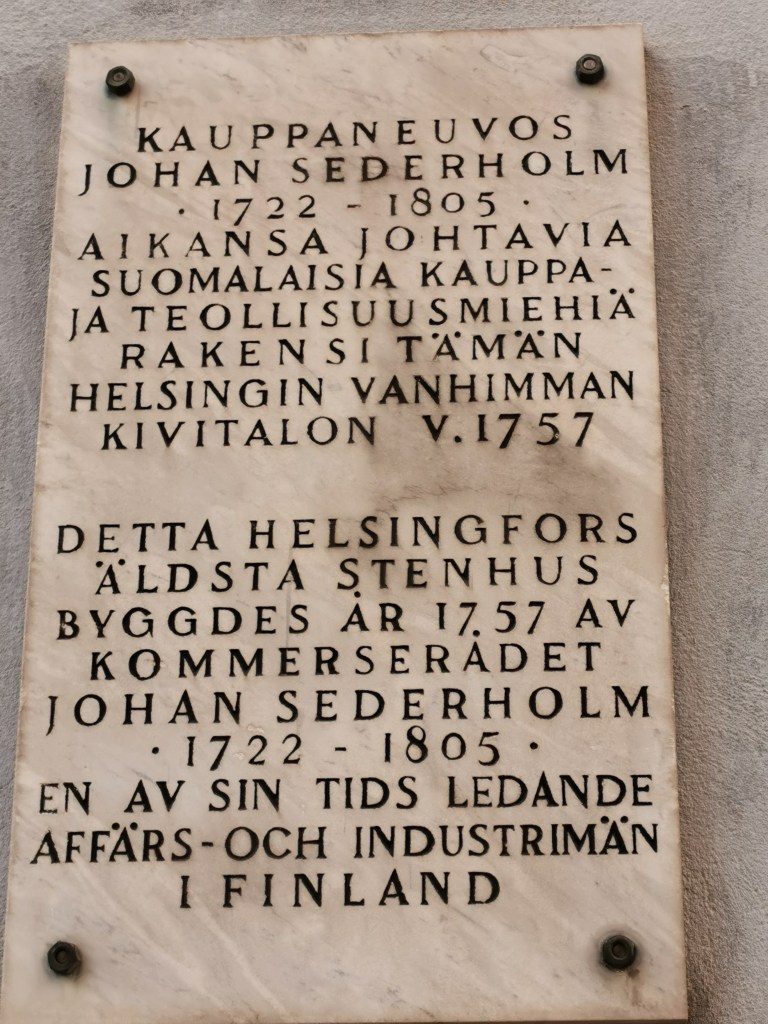 KAUPPANEUVOS
JOHAN SEDERHOLM
· 1722 - 1805 ·
AIKANSA JOHTAVIA
SUOMALAISIA KAUPPA-
JA TEOLLISUUSMIEHIÄ
RAKENSI TÄMÄN
HELSINGIN VANHIMMAN
KIVITALON V. 1757
DETTA HELSINGFORS
ÄLDSTA STENHUS
BYGGDES ÅR 1757 AV
KOMMERSERÅDET
JOHAN SEDERHOLM
· 1722 - 1805 ·
EN AV SIN TIDS LEDANDE
AFFÄRS-OCH INDUSTRIMÄN
I FINLAND